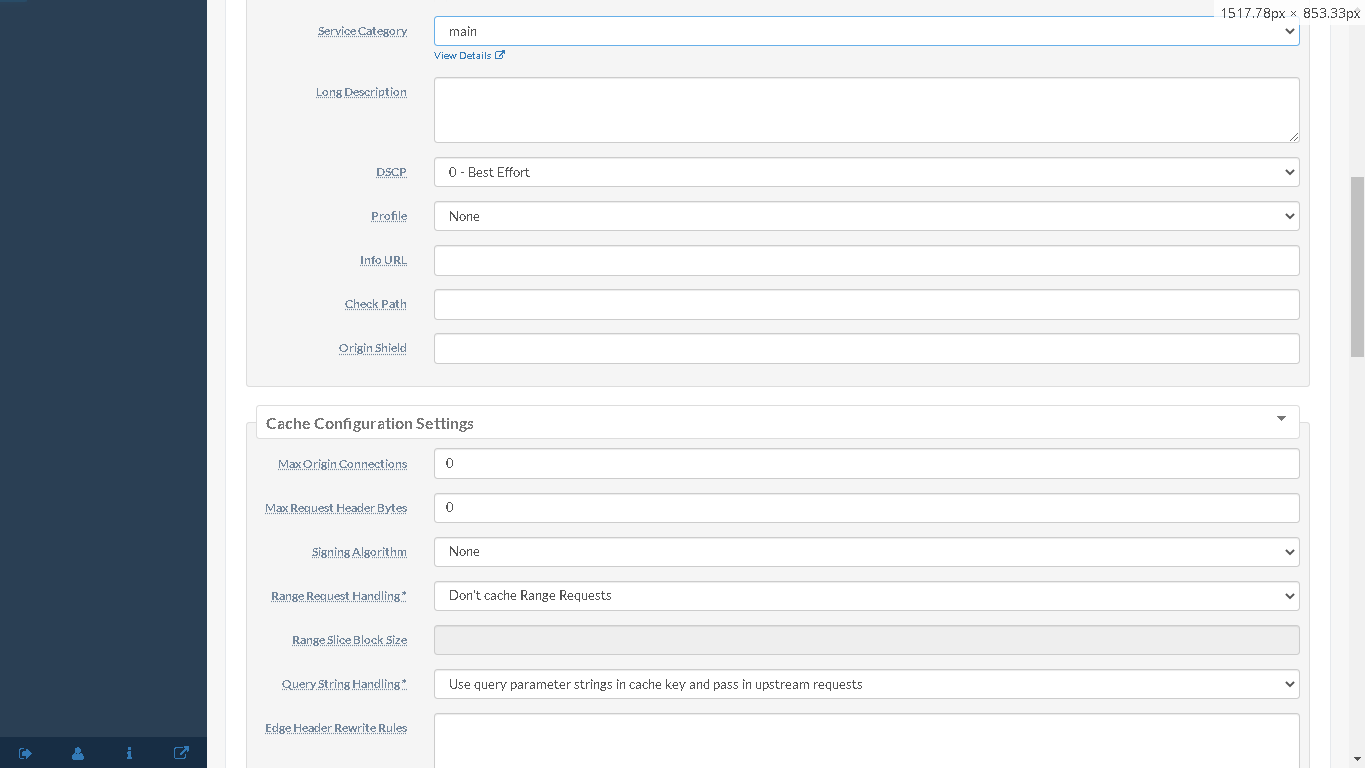 1517.78px × 853.33px
Service Category
main
View Details
Long Description
DSCP
0 - Best Effort
Profile
None
Info URL
Check Path
Origin Shield
Cache Configuration Settings
Max Origin Connections
0
Max Request Header Bytes
0
Signing Algorithm
None
Range Request Handling *
Don't cache Range Requests
Range Slice Block Size
Query String Handling *
Use query parameter strings in cache key and pass in upstream requests
Edge Header Rewrite Rules